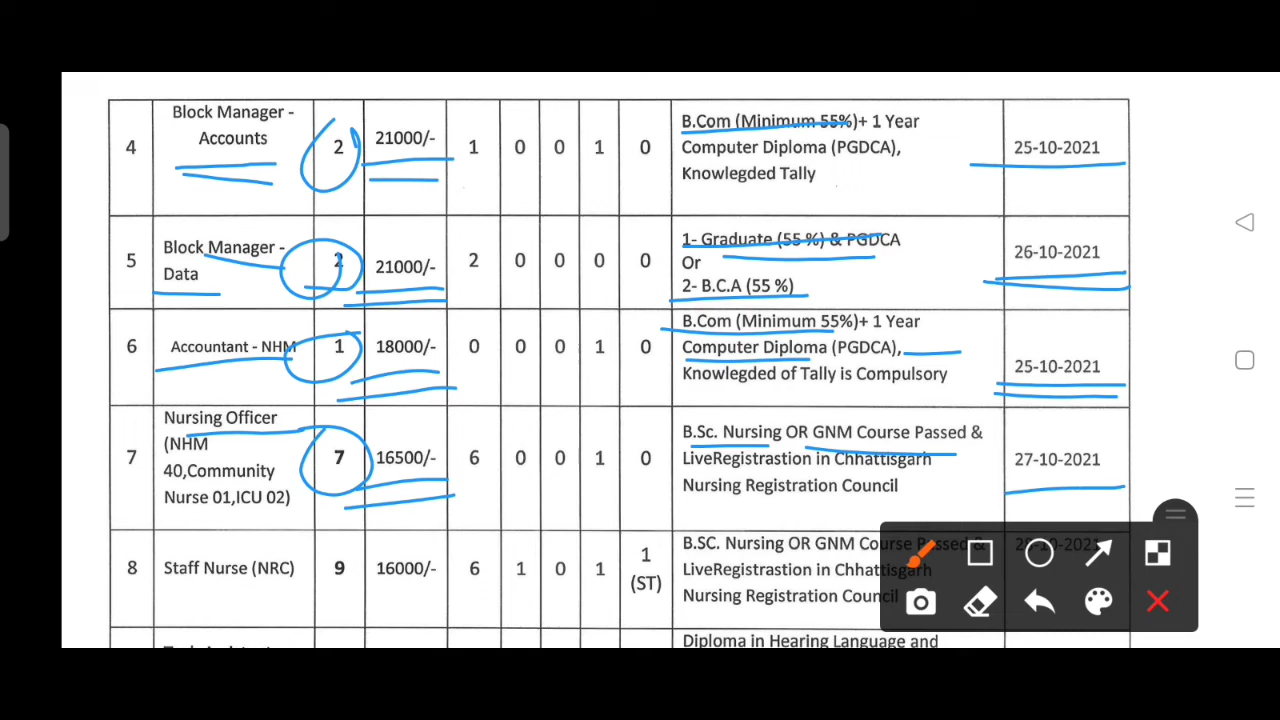 4 Block Manager - Accounts 2 21000/- 1 0 0 1 0 B.Com (Minimum 55%)+ 1 Year Computer Diploma (PGDCA), Knowlegded Tally 25-10-2021
5 Block Manager - Data 2 21000/- 2 0 0 0 0 1- Graduate (55 %) & PGDCA Or 2- B.C.A (55 %) 26-10-2021
6 Accountant - NHM 1 18000/- 0 0 0 1 0 B.Com (Minimum 55%)+ 1 Year Computer Diploma (PGDCA), Knowlegded of Tally is Compulsory 25-10-2021
7 Nursing Officer (NHM 40,Community Nurse 01,ICU 02) 7 16500/- 6 0 0 1 0 B.Sc. Nursing OR GNM Course Passed & LiveRegistrastion in Chhattisgarh Nursing Registration Council 27-10-2021
8 Staff Nurse (NRC) 9 16000/- 6 1 0 1 1 (ST) B.SC. Nursing OR GNM Course Passed & LiveRegistrastion in Chhattisgarh Nursing Registration Council 28-10-2021
Diploma in Hearing Language and